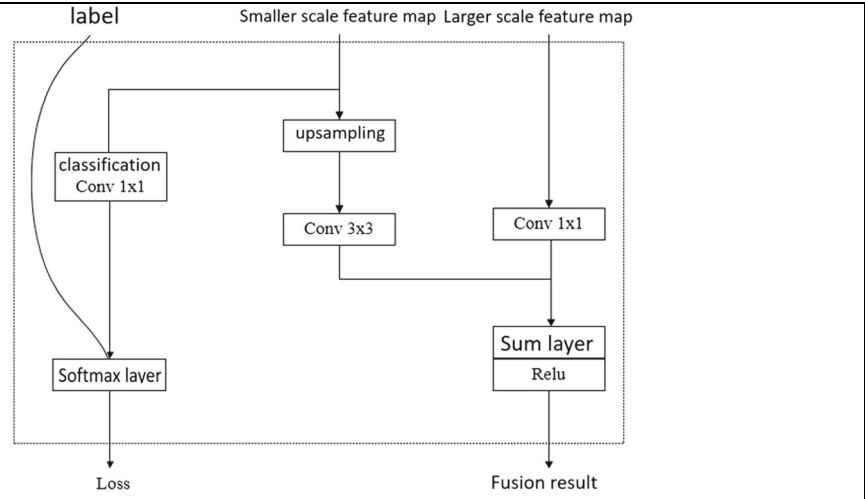 label
Smaller scale feature map
Larger scale feature map
upsampling
classification
Conv 1x1
Conv 3x3
Conv 1x1
Sum layer
Relu
Softmax layer
Loss
Fusion result